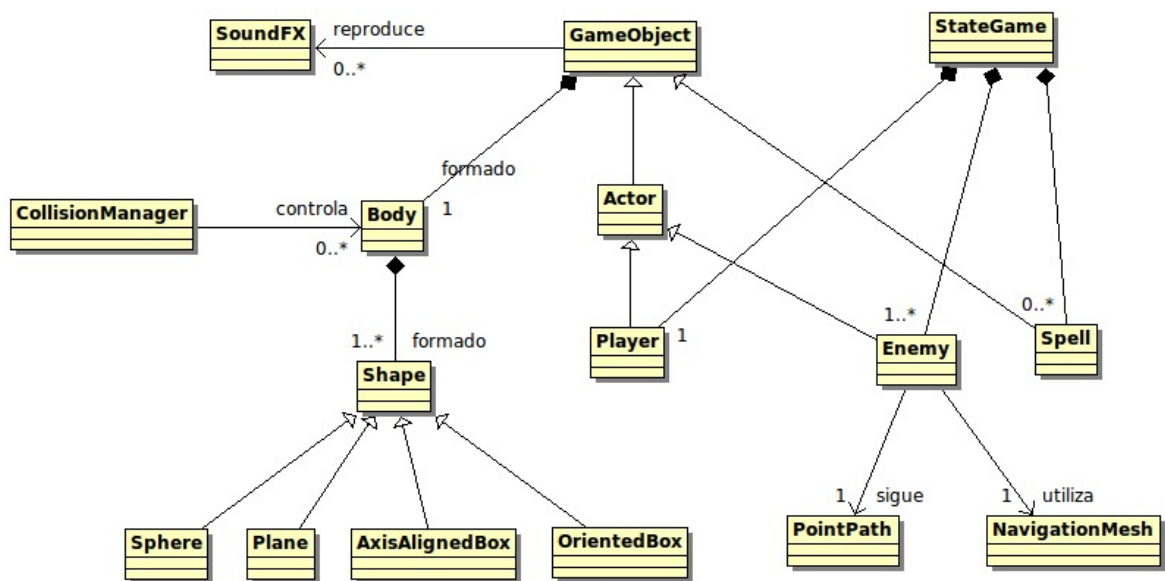 SoundFX
reproduce
0..*
GameObject
StateGame
formado
1
CollisionManager
controla
0..*
Body
Actor
1..*
formado
Shape
Player
1
1..*
Enemy
0..*
Spell
1
sigue
1
utiliza
Sphere
Plane
AxisAlignedBox
OrientedBox
PointPath
NavigationMesh